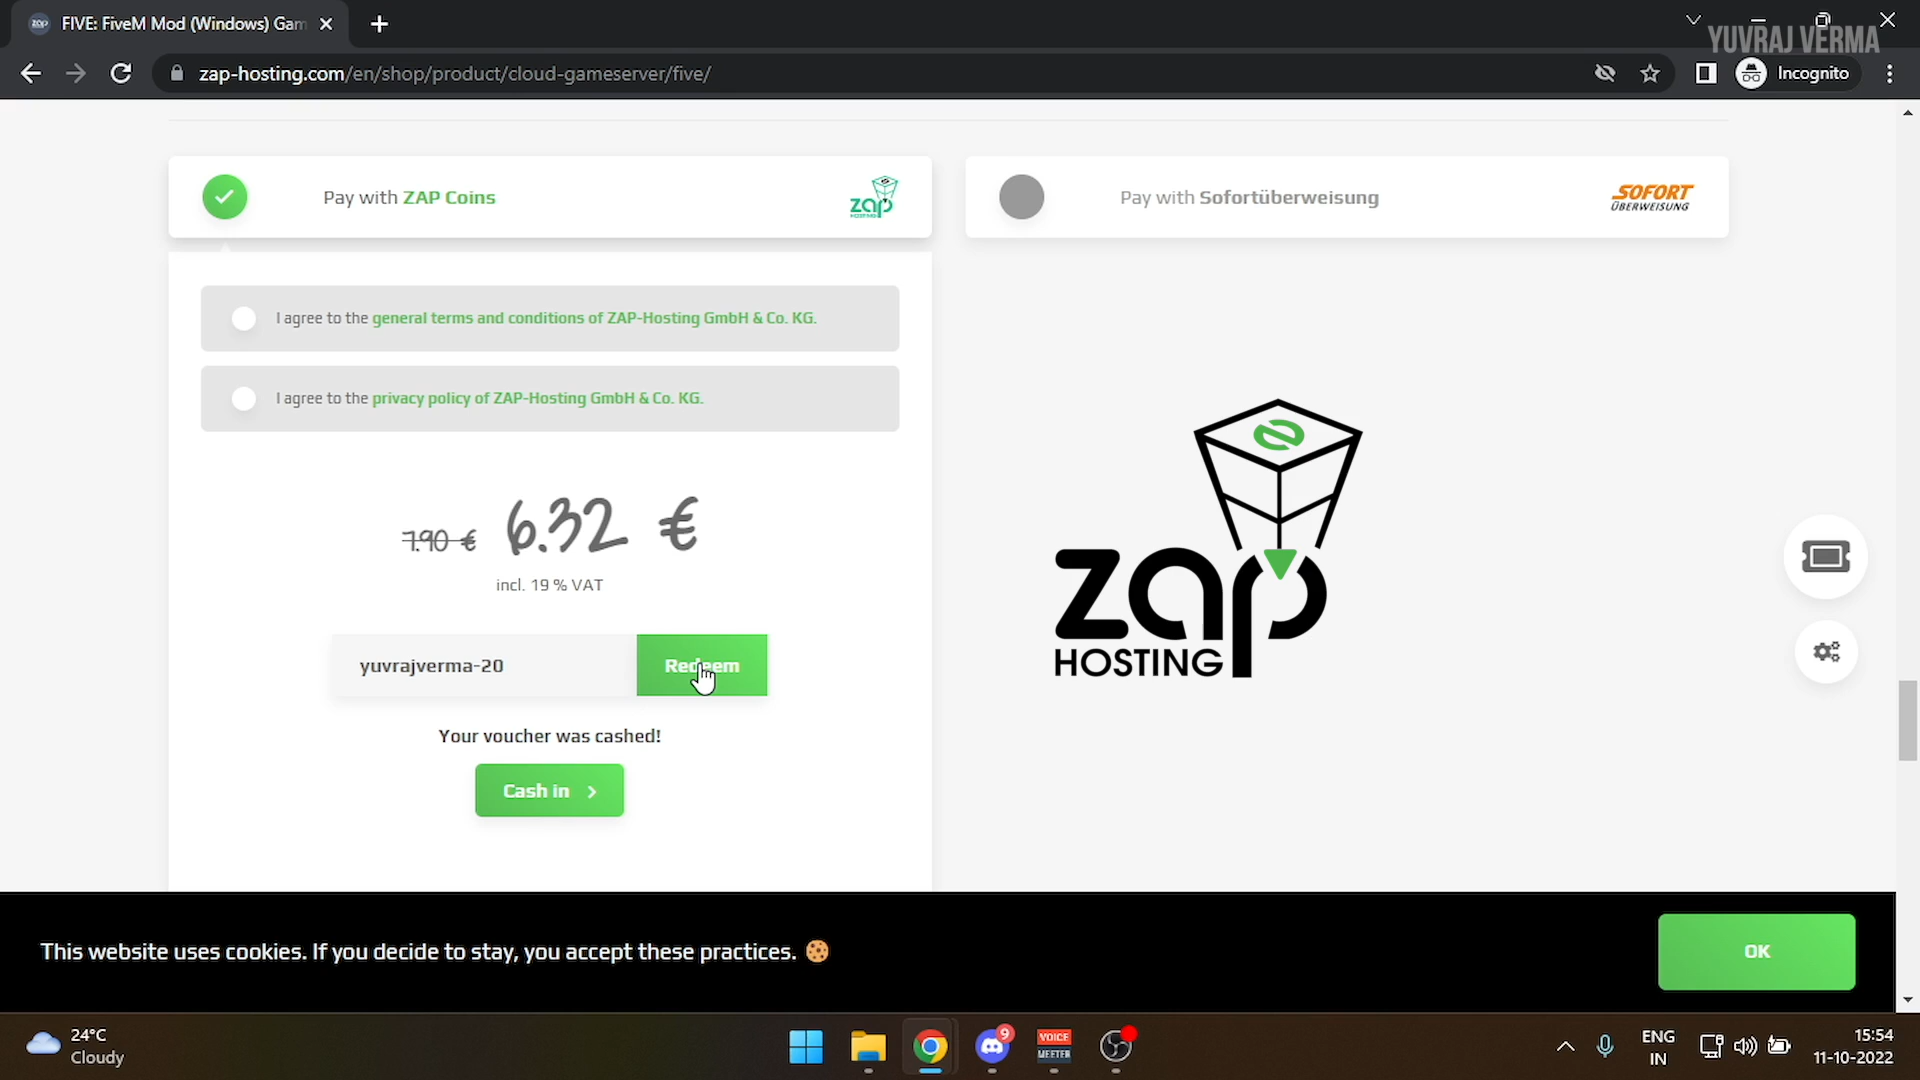 FIVE: FiveM Mod (Windows) Gam
YUVRAJ VERMA
zap-hosting.com/en/shop/product/cloud-gameserver/five/
Incognito
Pay with ZAP Coins
zap
HOSTING
Pay with Sofortüberweisung
SOFORT
ÜBERWEISUNG
I agree to the general terms and conditions of ZAP-Hosting GmbH & Co. KG.
I agree to the privacy policy of ZAP-Hosting GmbH & Co. KG.
7.90 € 6.32 €
incl. 19 % VAT
yuvrajverma-20
Redeem
Your voucher was cashed!
Cash in
zap
HOSTING
This website uses cookies. If you decide to stay, you accept these practices.
OK
24°C
Cloudy
9
VOICE
MEETER
ENG
IN
15:54
11-10-2022